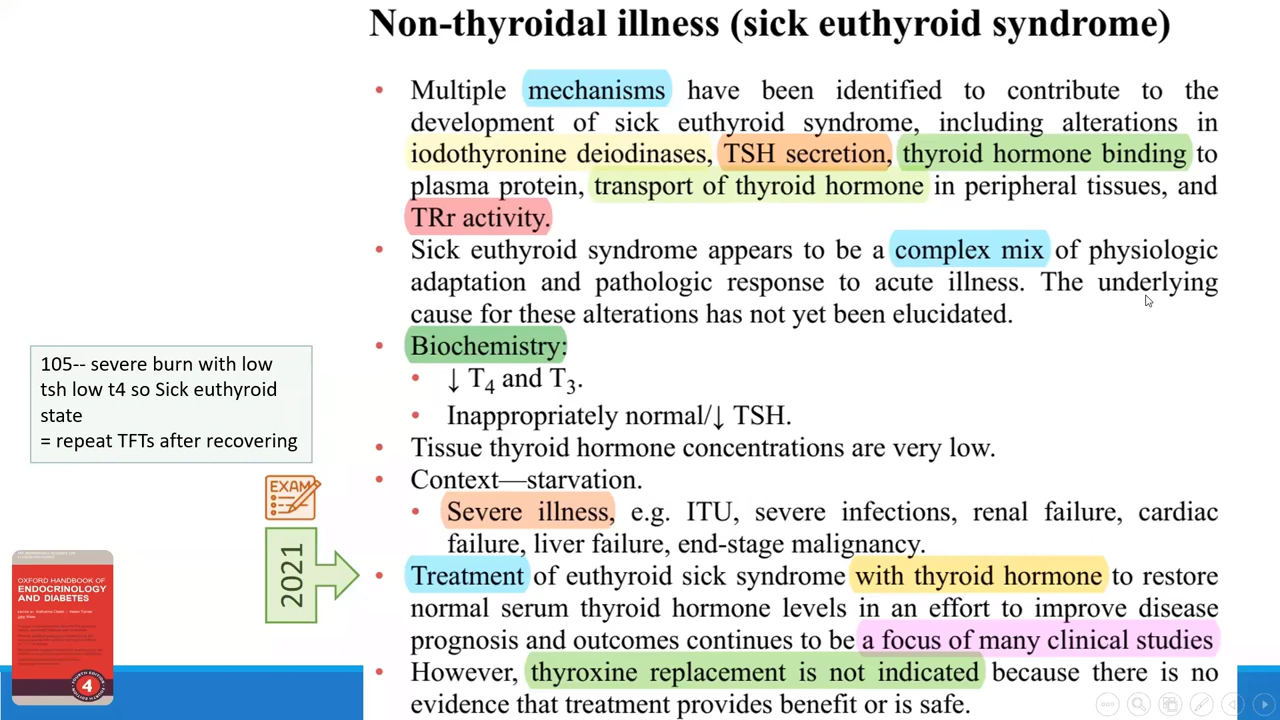 Non-thyroidal illness (sick euthyroid syndrome)
• Multiple mechanisms have been identified to contribute to the
development of sick euthyroid syndrome, including alterations in
iodothyronine deiodinases, TSH secretion, thyroid hormone binding to
plasma protein, transport of thyroid hormone in peripheral tissues, and
TRr activity.
• Sick euthyroid syndrome appears to be a complex mix of physiologic
adaptation and pathologic response to acute illness. The underlying
cause for these alterations has not yet been elucidated.
• Biochemistry:
• ↓ T4 and T3.
• Inappropriately normal/↓ TSH.
• Tissue thyroid hormone concentrations are very low.
• Context—starvation.
• Severe illness, e.g. ITU, severe infections, renal failure, cardiac
failure, liver failure, end-stage malignancy.
• Treatment of euthyroid sick syndrome with thyroid hormone to restore
normal serum thyroid hormone levels in an effort to improve disease
prognosis and outcomes continues to be a focus of many clinical studies
• However, thyroxine replacement is not indicated because there is no
evidence that treatment provides benefit or is safe.
105-- severe burn with low
tsh low t4 so Sick euthyroid
state
= repeat TFTs after recovering
EXAM
2021
OXFORD HANDBOOK OF
ENDOCRINOLOGY
AND DIABETES
4